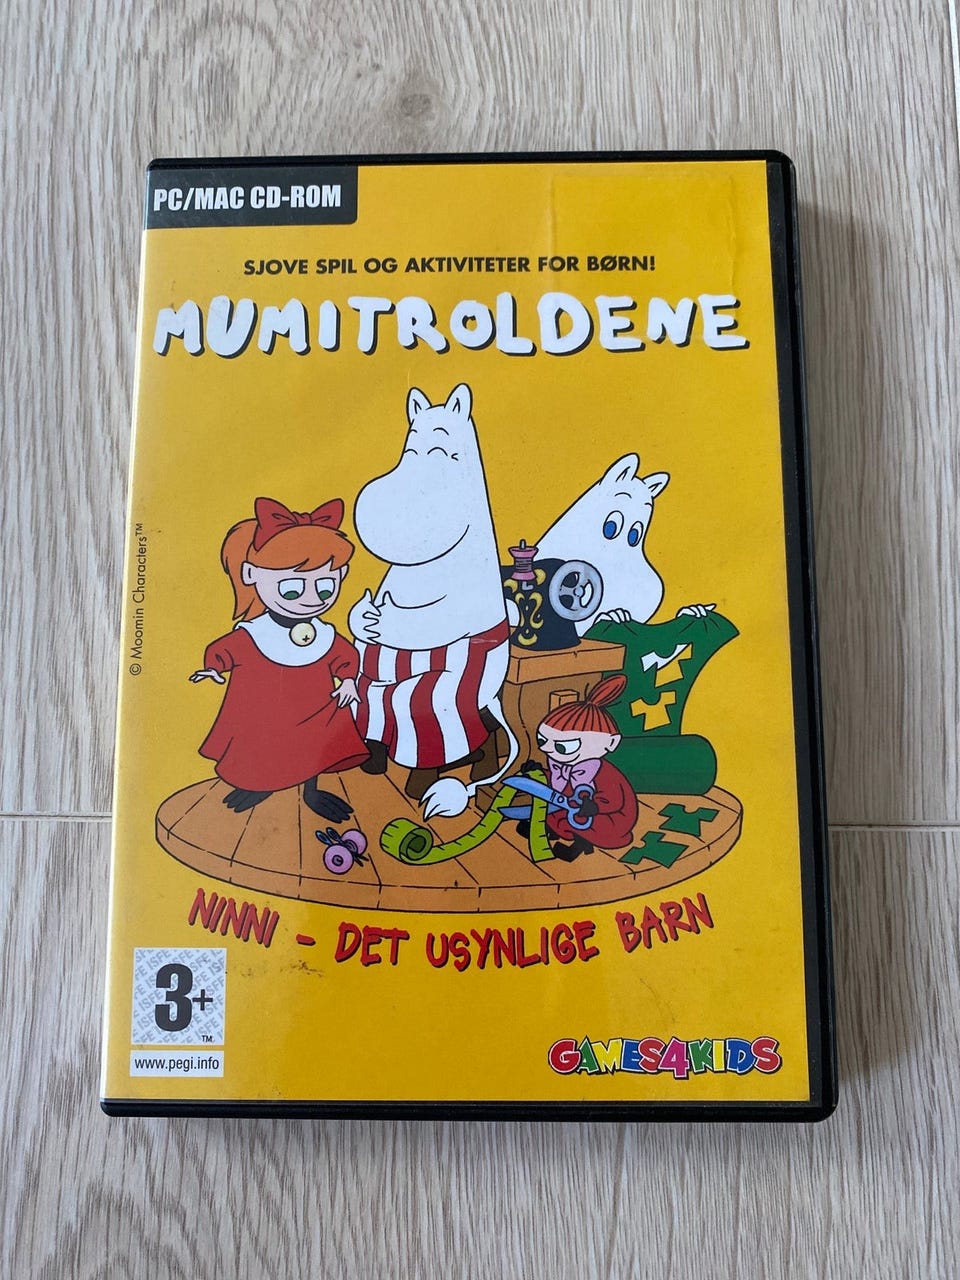 PC/MAC CD-ROM
SJOVE SPIL OG AKTIVITETER FOR BØRN!
MUMITROLDENE
© Moomin Characters™
NINNI - DET USYNLIGE BARN
3+
™
www.pegi.info
GAMES4KIDS